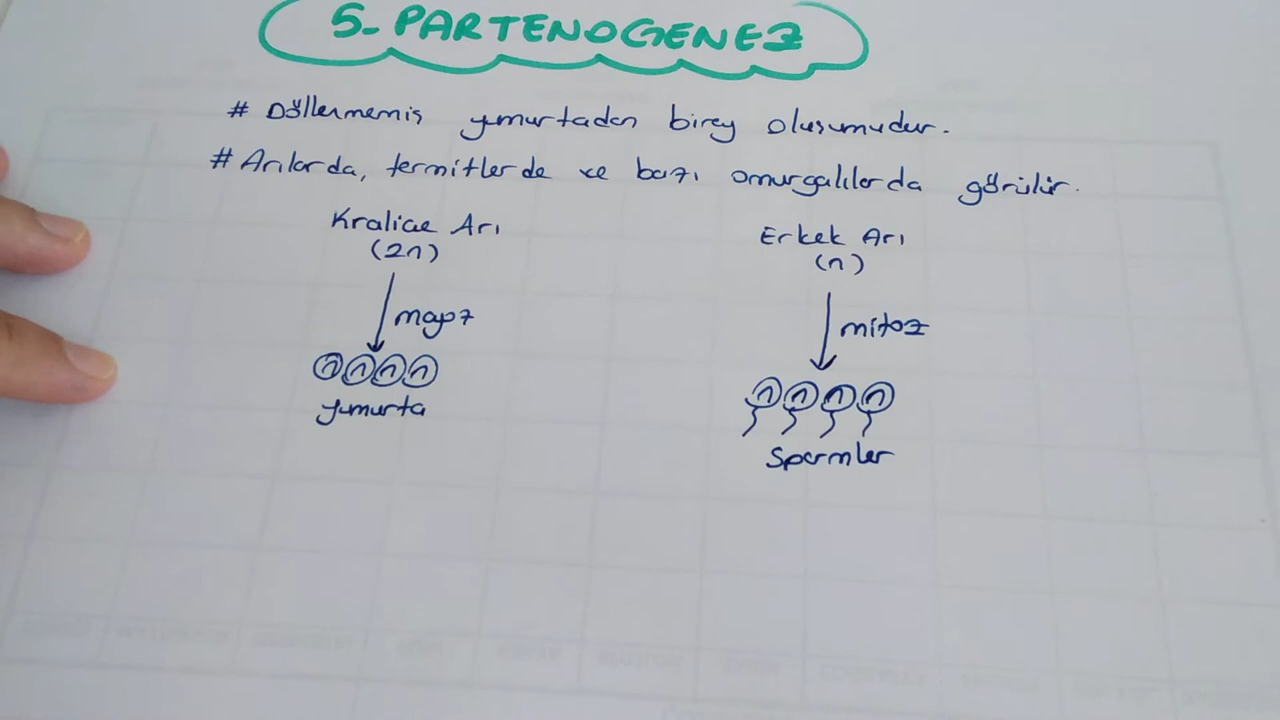 5- PARTENOGENEZ
# Döllenmemiş yumurtadan birey oluşumudur.
# Arılarda, termitlerde ve bazı omurgalılarda görülür.
Kraliçe Arı
(2n)
mayoz
n n n n
yumurta
Erkek Arı
(n)
mitoz
n n n n
Spermler